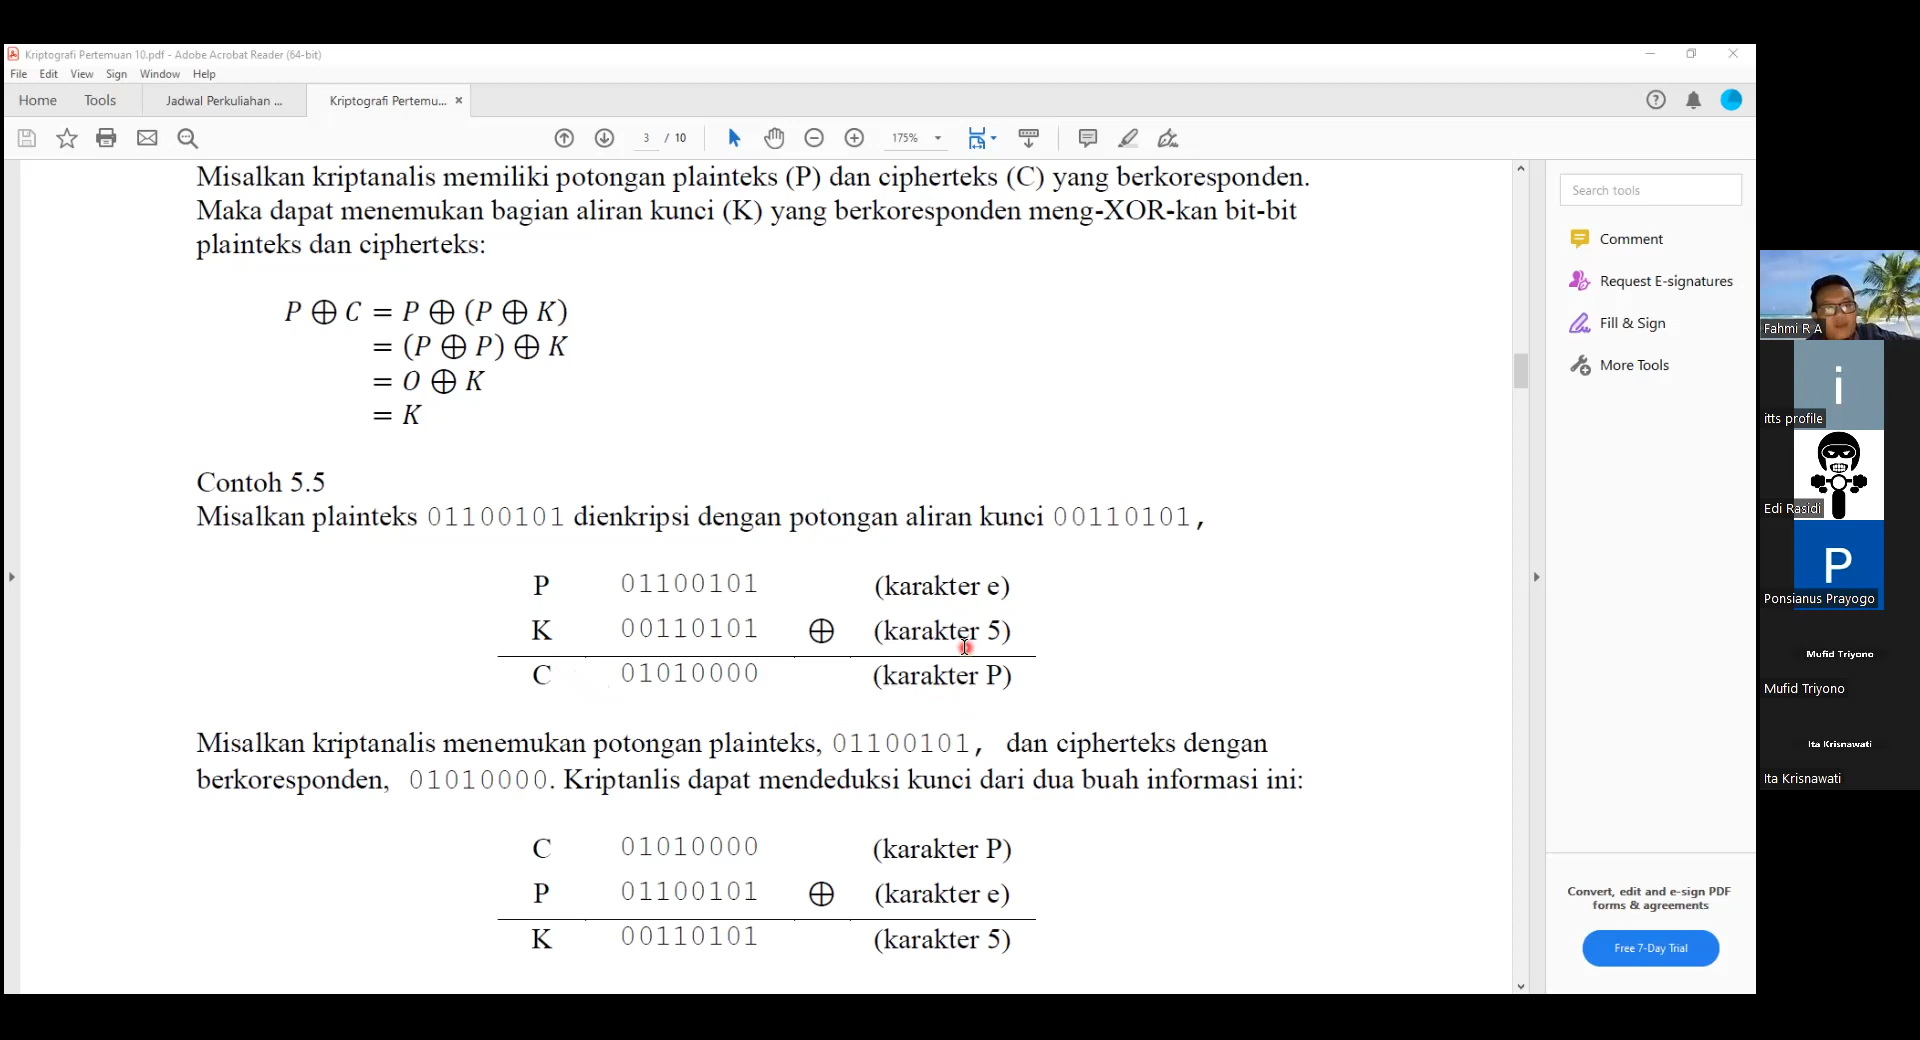 Kriptografi Pertemuan 10.pdf - Adobe Acrobat Reader (64-bit)
File Edit View Sign Window Help
Home Tools Jadwal Perkuliahan ... Kriptografi Pertemu... ×
3 / 10 175%
Misalkan kriptanalis memiliki potongan plainteks (P) dan cipherteks (C) yang berkoresponden.
Maka dapat menemukan bagian aliran kunci (K) yang berkoresponden meng-XOR-kan bit-bit
plainteks dan cipherteks:
P ⊕ C = P ⊕ (P ⊕ K)
= (P ⊕ P) ⊕ K
= O ⊕ K
= K
Contoh 5.5
Misalkan plainteks 01100101 dienkripsi dengan potongan aliran kunci 00110101,
P 01100101 (karakter e)
K 00110101 ⊕ (karakter 5)
C 01010000 (karakter P)
Misalkan kriptanalis menemukan potongan plainteks, 01100101, dan cipherteks dengan
berkoresponden, 01010000. Kriptanlis dapat mendeduksi kunci dari dua buah informasi ini:
C 01010000 (karakter P)
P 01100101 ⊕ (karakter e)
K 00110101 (karakter 5)
Search tools
Comment
Request E-signatures
Fill & Sign
More Tools
Convert, edit and e-sign PDF
forms & agreements
Free 7-Day Trial
Fahmi R A
i
itts profile
Edi Rasidi
P
Ponsianus Prayogo
Mufid Triyono
Mufid Triyono
Ita Krisnawati
Ita Krisnawati